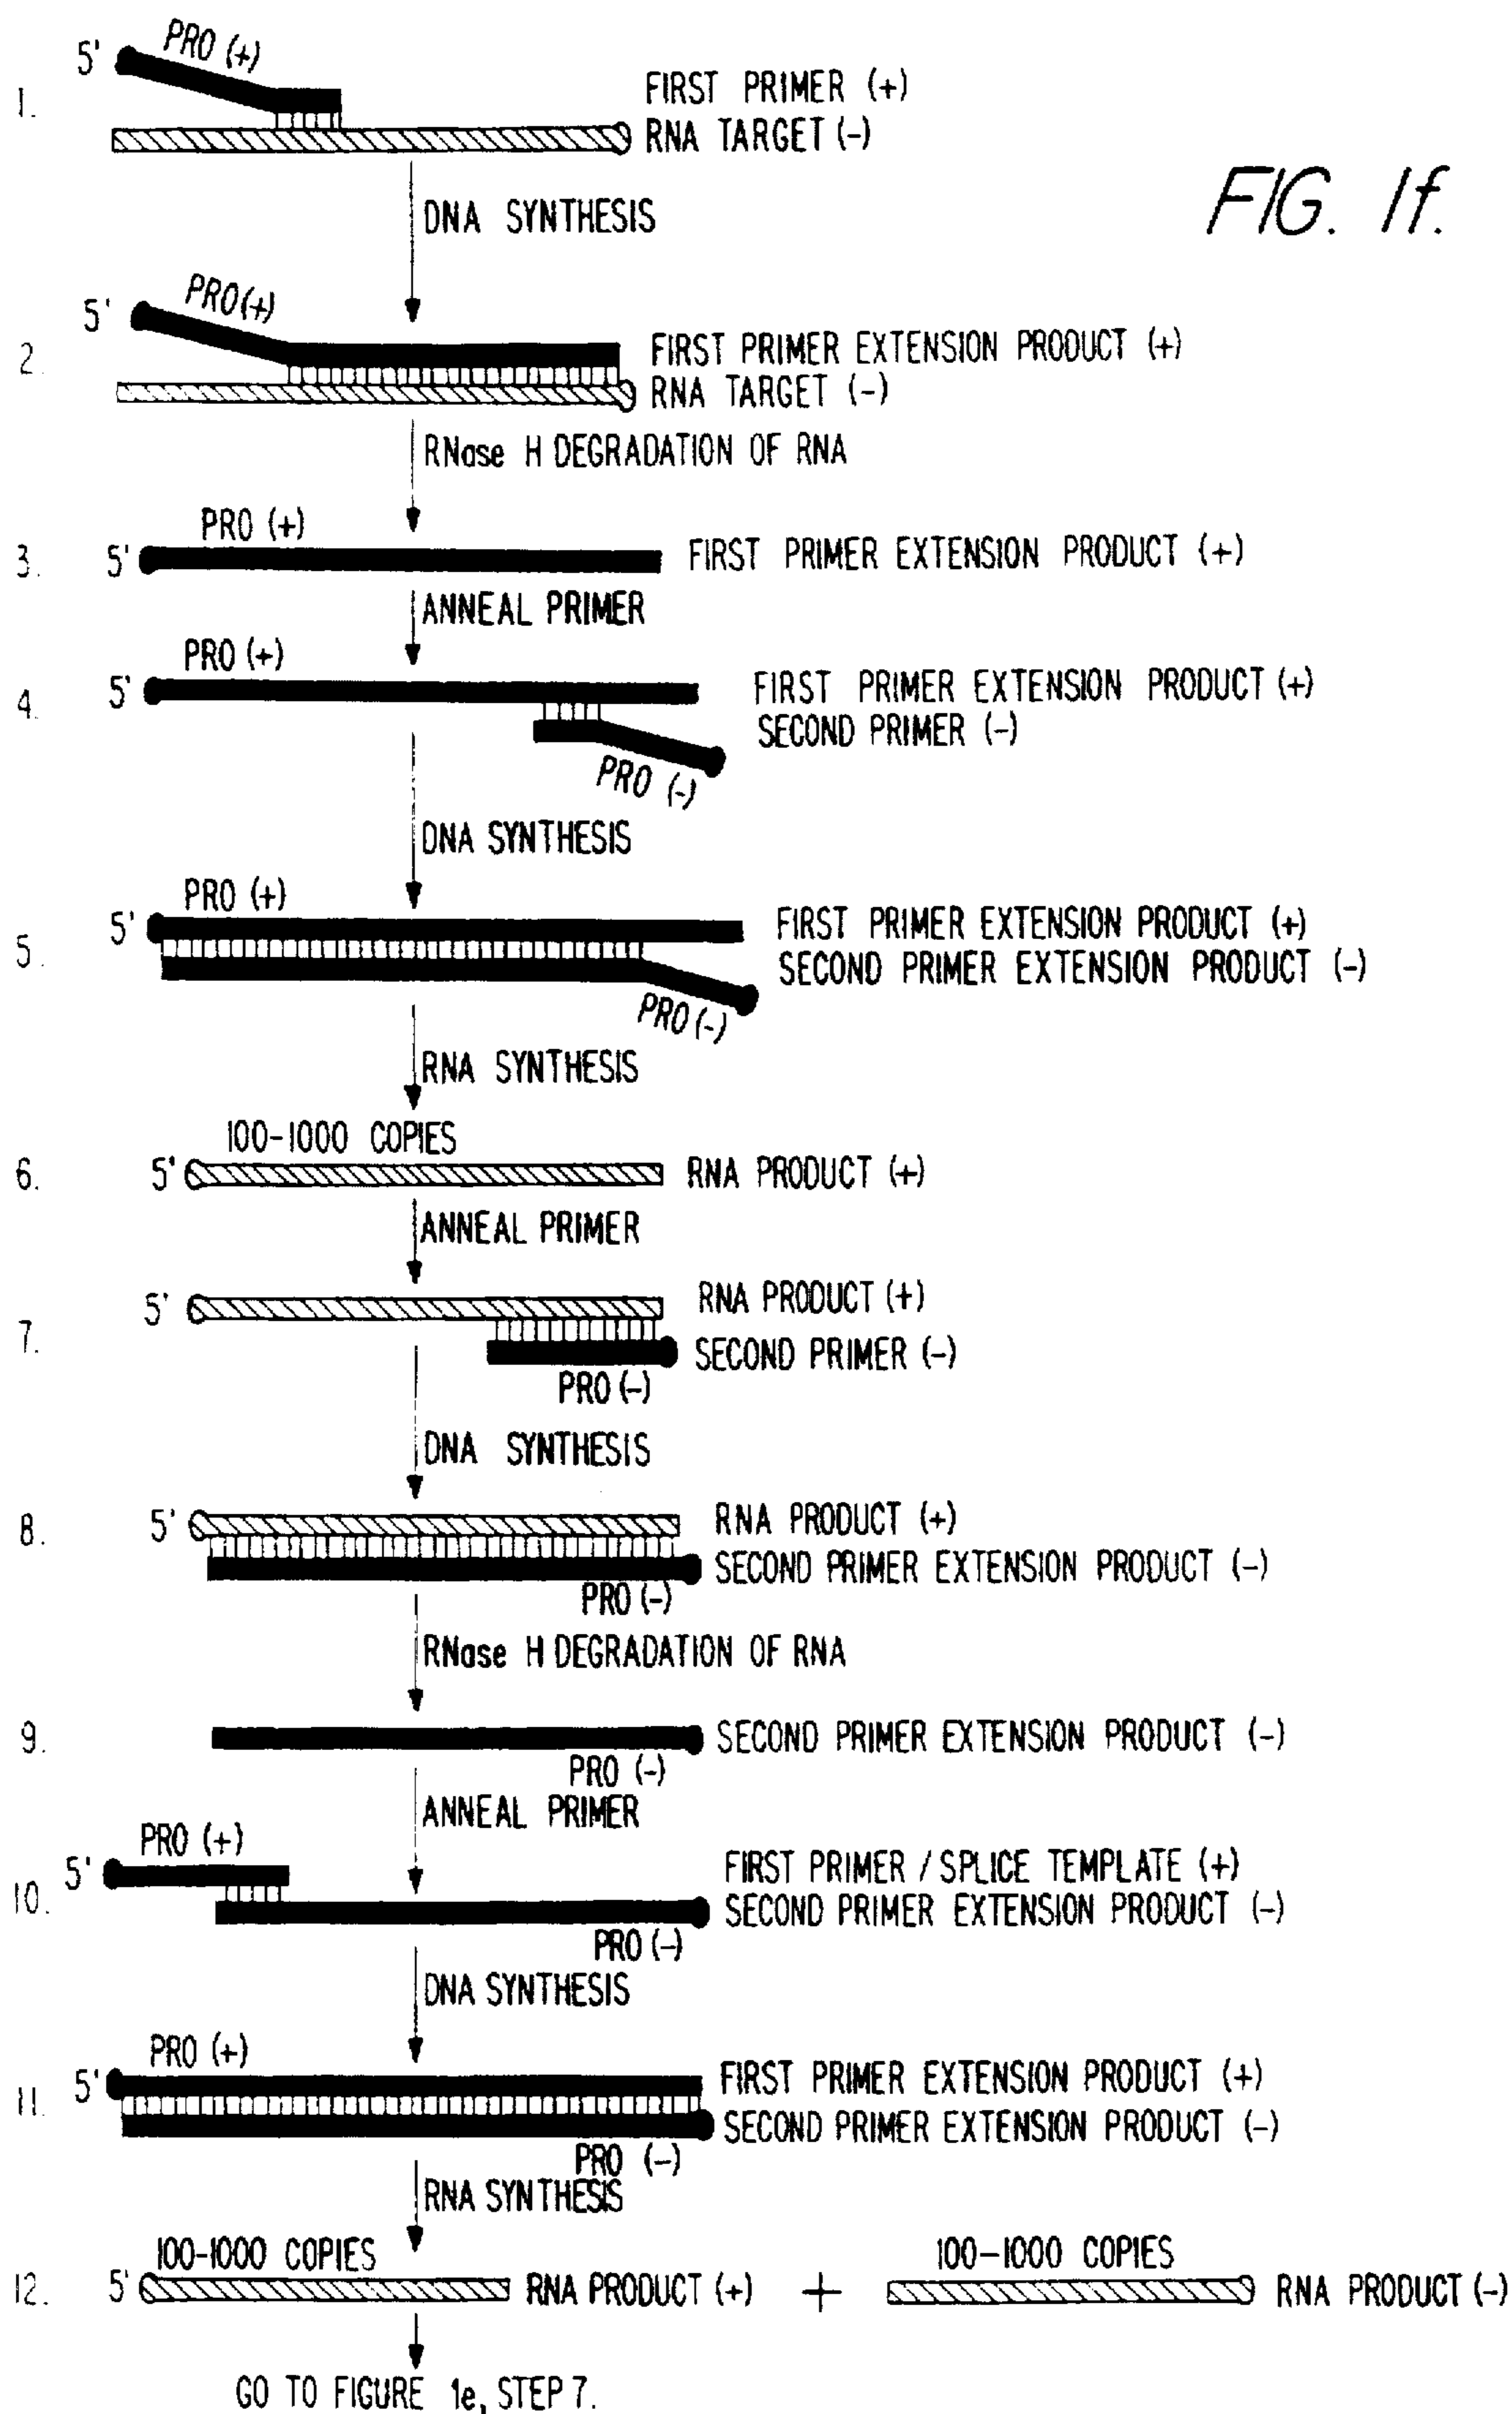 FIG. 1f.
1.
5' PRO (+)
FIRST PRIMER (+)
RNA TARGET (-)
DNA SYNTHESIS
2.
5' PRO(+)
FIRST PRIMER EXTENSION PRODUCT (+)
RNA TARGET (-)
RNase H DEGRADATION OF RNA
PRO (+)
3. 5' FIRST PRIMER EXTENSION PRODUCT (+)
ANNEAL PRIMER
PRO (+)
4. 5' FIRST PRIMER EXTENSION PRODUCT (+)
SECOND PRIMER (-)
PRO (-)
DNA SYNTHESIS
PRO (+)
5. 5' FIRST PRIMER EXTENSION PRODUCT (+)
SECOND PRIMER EXTENSION PRODUCT (-)
PRO (-)
RNA SYNTHESIS
100-1000 COPIES
6. 5' RNA PRODUCT (+)
ANNEAL PRIMER
7. 5' RNA PRODUCT (+)
SECOND PRIMER (-)
PRO (-)
DNA SYNTHESIS
8. 5' RNA PRODUCT (+)
SECOND PRIMER EXTENSION PRODUCT (-)
PRO (-)
RNase H DEGRADATION OF RNA
9. SECOND PRIMER EXTENSION PRODUCT (-)
PRO (-)
ANNEAL PRIMER
PRO (+)
10. 5' FIRST PRIMER / SPLICE TEMPLATE (+)
SECOND PRIMER EXTENSION PRODUCT (-)
PRO (-)
DNA SYNTHESIS
PRO (+)
11. 5' FIRST PRIMER EXTENSION PRODUCT (+)
SECOND PRIMER EXTENSION PRODUCT (-)
PRO (-)
RNA SYNTHESIS
100-1000 COPIES 100-1000 COPIES
12. 5' RNA PRODUCT (+) + RNA PRODUCT (-)
GO TO FIGURE 1e, STEP 7.